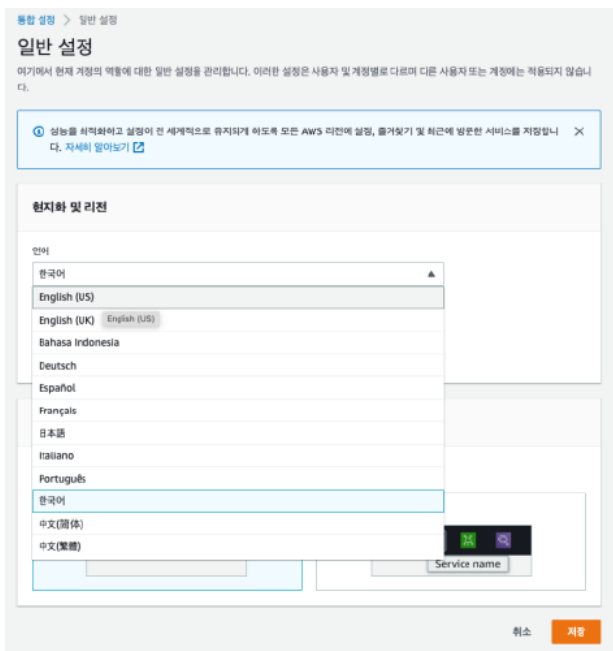 통합 설정 > 일반 설정
일반 설정
여기에서 현재 계정의 역할에 대한 일반 설정을 관리합니다. 이러한 설정은 사용자 및 계정별로 다르며 다른 사용자 또는 계정에는 적용되지 않습니
다.
성능을 최적화하고 설정이 전 세계적으로 유지되게 하도록 모든 AWS 리전에 설정, 즐겨찾기 및 최근에 방문한 서비스를 저장합니
다. 자세히 알아보기
현지화 및 리전
언어
한국어
English (US)
English (UK) English (US)
Bahasa Indonesia
Deutsch
Español
Français
日本語
Italiano
Português
한국어
中文(简体)
中文(繁體)
Service name
취소 저장